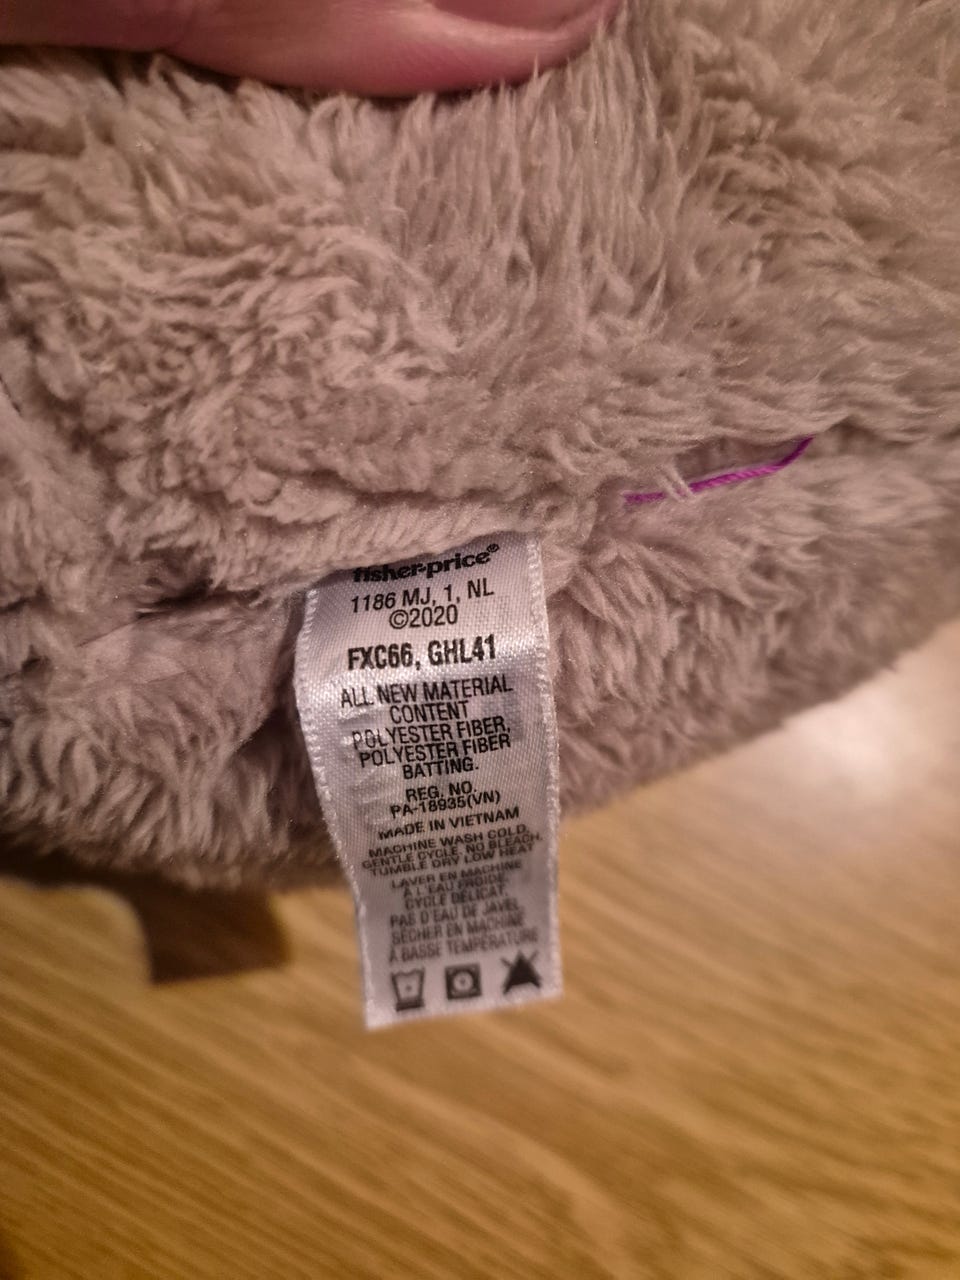 fisher-price®
1186 MJ, 1, NL
©2020
FXC66, GHL41
ALL NEW MATERIAL
CONTENT
POLYESTER FIBER,
POLYESTER FIBER
BATTING.
REG. NO.
PA-18935(VN)
MADE IN VIETNAM
MACHINE WASH COLD,
GENTLE CYCLE, NO BLEACH,
TUMBLE DRY LOW HEAT
LAVER EN MACHINE
À L'EAU FROIDE,
CYCLE DÉLICAT,
PAS D'EAU DE JAVEL,
SÉCHER EN MACHINE
À BASSE TEMPÉRATURE